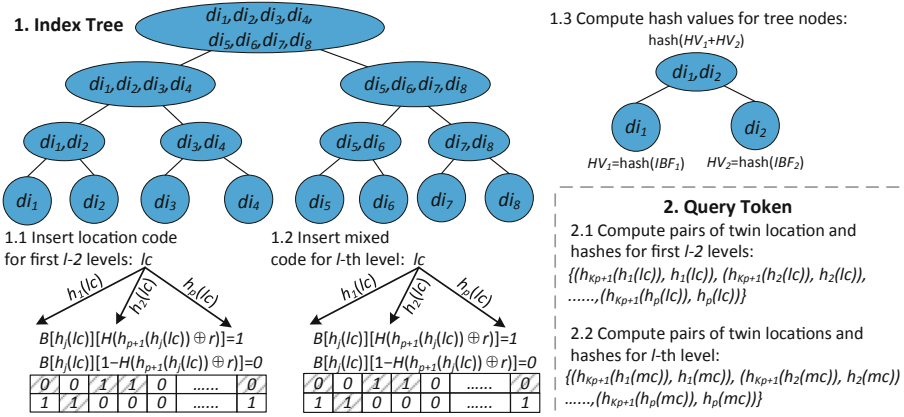 1. Index Tree
di₁,di₂,di₃,di₄,
di₅,di₆,di₇,di₈
di₁,di₂,di₃,di₄
di₅,di₆,di₇,di₈
di₁,di₂
di₃,di₄
di₅,di₆
di₇,di₈
di₁
di₂
di₃
di₄
di₅
di₆
di₇
di₈
1.1 Insert location code
for first l-2 levels:
lc
h₁(lc)
h₂(lc)
hₚ(lc)
B[hⱼ(lc)][H(hₚ₊₁(hⱼ(lc))⊕r)]=1
B[hⱼ(lc)][1−H(hₚ₊₁(hⱼ(lc))⊕r)]=0
0 0 1 1 0 ...... 0
1 1 0 0 0 ...... 1
1.2 Insert mixed
code for l-th level:
lc
h₁(lc)
h₂(lc)
hₚ(lc)
B[hⱼ(lc)][H(hₚ₊₁(hⱼ(lc))⊕r)]=1
B[hⱼ(lc)][1−H(hₚ₊₁(hⱼ(lc))⊕r)]=0
0 0 1 1 0 ...... 0
1 1 0 0 0 ...... 1
1.3 Compute hash values for tree nodes:
hash(HV₁+HV₂)
di₁,di₂
di₁
di₂
HV₁=hash(IBF₁)
HV₂=hash(IBF₂)
2. Query Token
2.1 Compute pairs of twin location and
hashes for first l-2 levels:
{(hₖₚ₊₁(h₁(lc)), h₁(lc)), (hₖₚ₊₁(h₂(lc)), h₂(lc)),
......,(hₖₚ₊₁(hₚ(lc)), hₚ(lc))}
2.2 Compute pairs of twin locations and
hashes for l-th level:
{(hₖₚ₊₁(h₁(mc)), h₁(mc)), (hₖₚ₊₁(h₂(mc)), h₂(mc))
......,(hₖₚ₊₁(hₚ(mc)), hₚ(mc))}